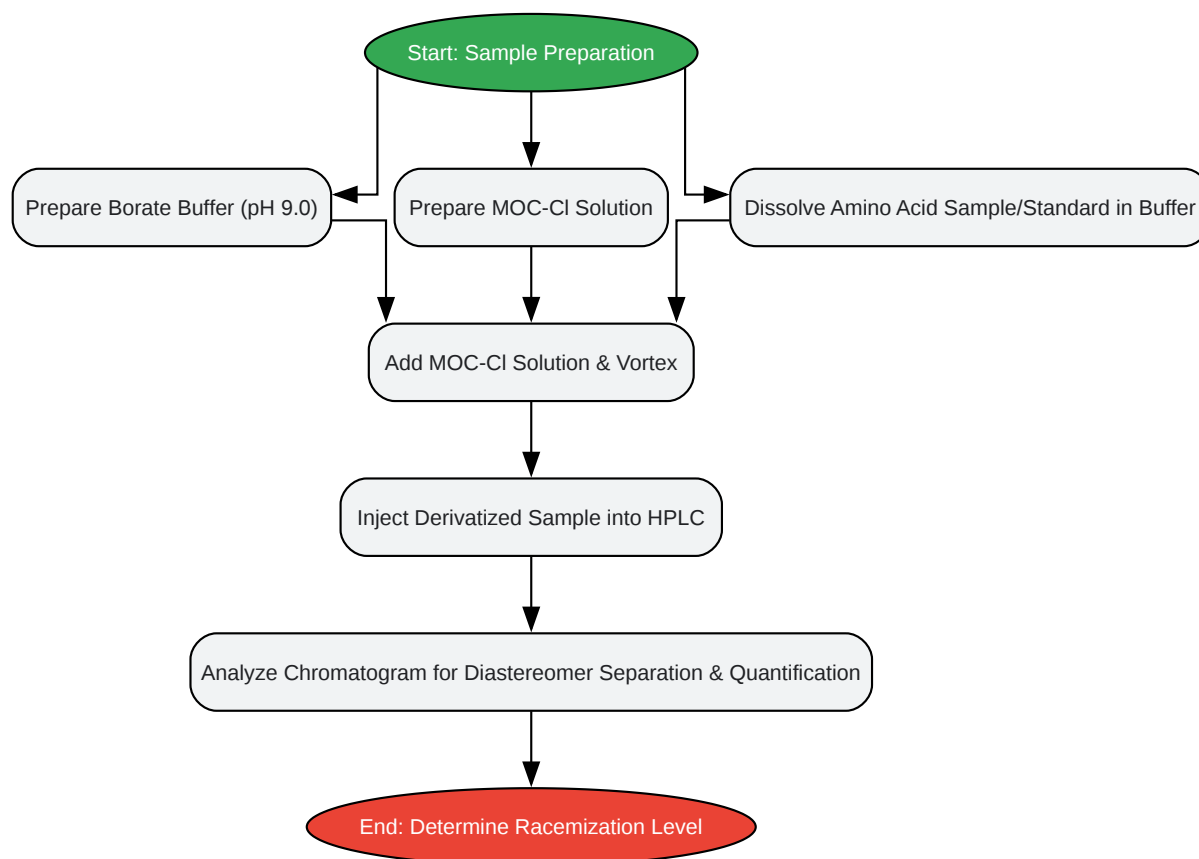 Start: Sample Preparation
Prepare Borate Buffer (pH 9.0)
Prepare MOC-Cl Solution
Dissolve Amino Acid Sample/Standard in Buffer
Add MOC-Cl Solution & Vortex
Inject Derivatized Sample into HPLC
Analyze Chromatogram for Diastereomer Separation & Quantification
End: Determine Racemization Level